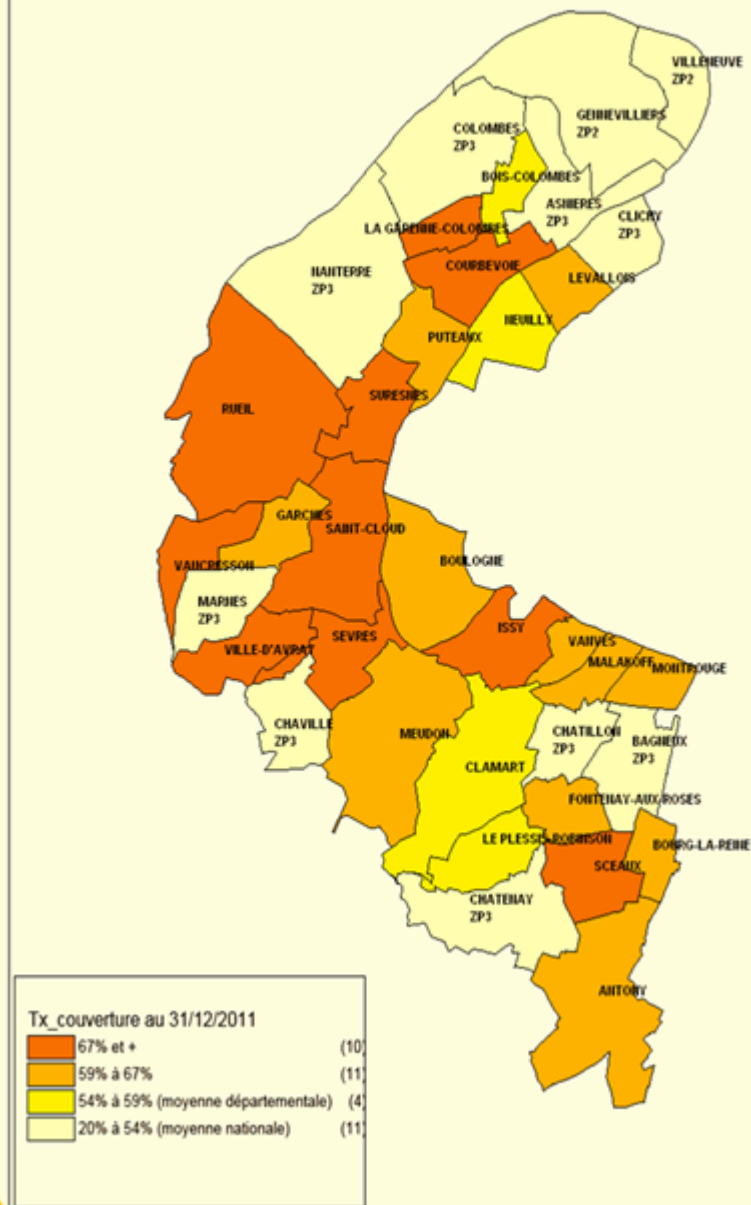 VILLENEUVE
ZP2
GENNEVILLIERS
ZP2
COLOMBES
ZP3
BOIS-COLOMBES
ASNIERES
ZP3
CLICHY
ZP3
LA GARENNE-COLOMBES
COURBEVOIE
NANTERRE
ZP3
LEVALLOIS
NEUILLY
PUTEAUX
SURESNES
RUEIL
GARCHES
SAINT-CLOUD
BOULOGNE
VAUCRESSON
MARNES
ZP3
ISSY
VILLE-D'AVRAY
SEVRES
VANVES
MALAKOFF
MONTROUGE
CHAVILLE
ZP3
MEUDON
CHATILLON
ZP3
BAGNEUX
ZP3
CLAMART
FONTENAY-AUX-ROSES
LE PLESSIS-ROBINSON
BOURG-LA-REINE
SCEAUX
CHATENAY
ZP3
ANTONY
Tx_couverture au 31/12/2011
67% et + (10)
59% à 67% (11)
54% à 59% (moyenne départementale) (4)
20% à 54% (moyenne nationale) (11)